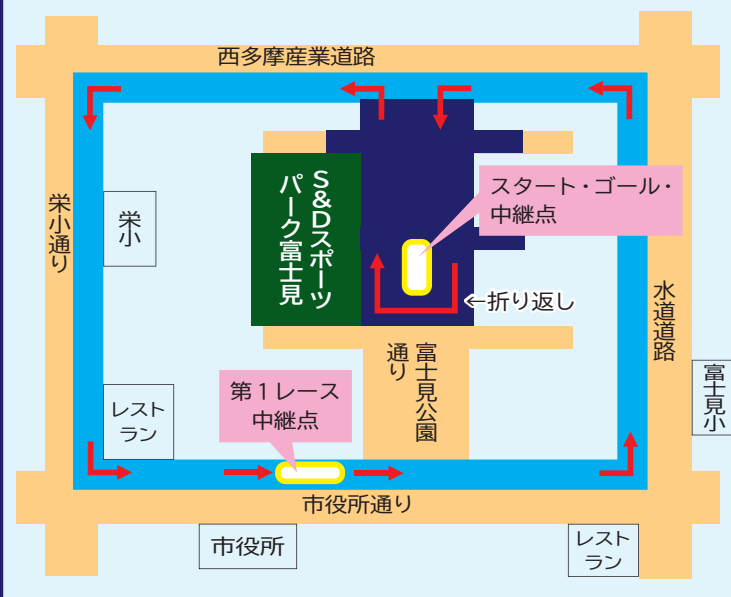 西多摩産業道路
栄小通り
栄小
S&Dスポーツ
パーク富士見
スタート・ゴール・
中継点
←折り返し
水道道路
富士見小
富士見公園
通り
第1レース
中継点
レスト
ラン
市役所通り
市役所
レスト
ラン